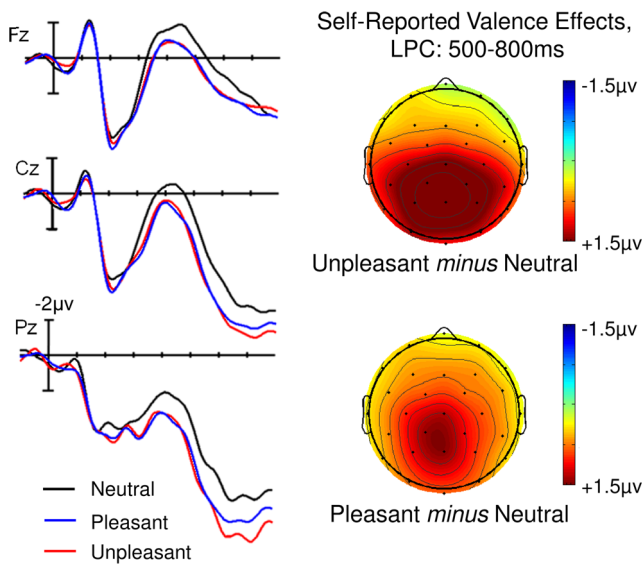 Fz
Cz
-2μv
Pz
Neutral
Pleasant
Unpleasant
Self-Reported Valence Effects,
LPC: 500-800ms
-1.5μv
+1.5μv
Unpleasant minus Neutral
-1.5μv
+1.5μv
Pleasant minus Neutral